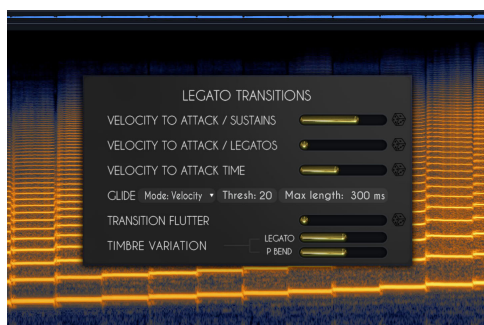 LEGATO TRANSITIONS
VELOCITY TO ATTACK / SUSTAINS
VELOCITY TO ATTACK / LEGATOS
VELOCITY TO ATTACK TIME
GLIDE Mode: Velocity Thresh: 20 Max length: 300 ms
TRANSITION FLUTTER
TIMBRE VARIATION LEGATO
P BEND